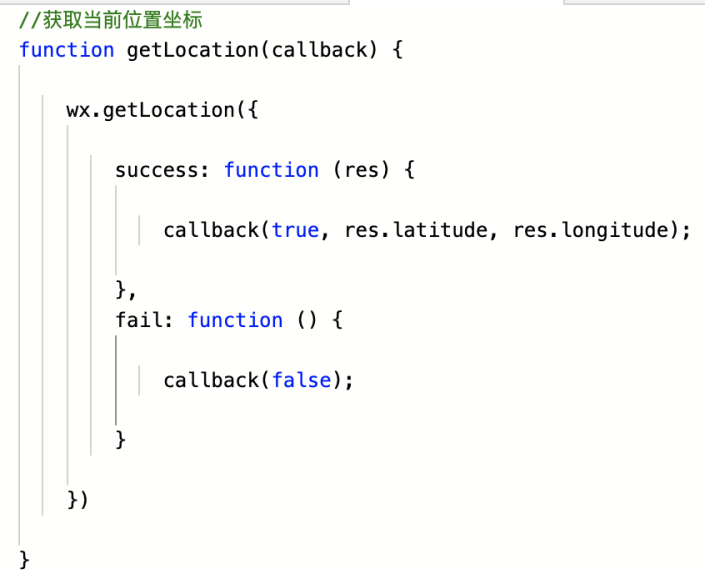 //获取当前位置坐标
function getLocation(callback) {
wx.getLocation({
success: function (res) {
callback(true, res.latitude, res.longitude);
},
fail: function () {
callback(false);
}
})
}